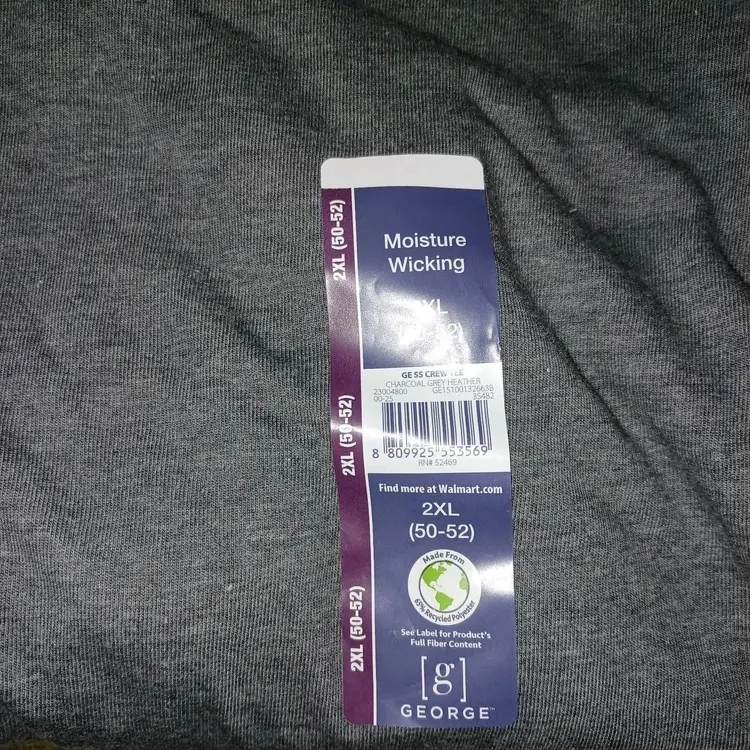 2XL (50-52)
Moisture
Wicking
2XL (50-52)
GE SS CREW TEE
CHARCOAL GREY HEATHER
23004800 GE15100132663B
00-25 35482
8 809925 553569
RN# 52469
Find more at Walmart.com
2XL
(50-52)
Made From
65% Recycled Polyester
See Label for Product's
Full Fiber Content
2XL (50-52)
[g]
GEORGE™